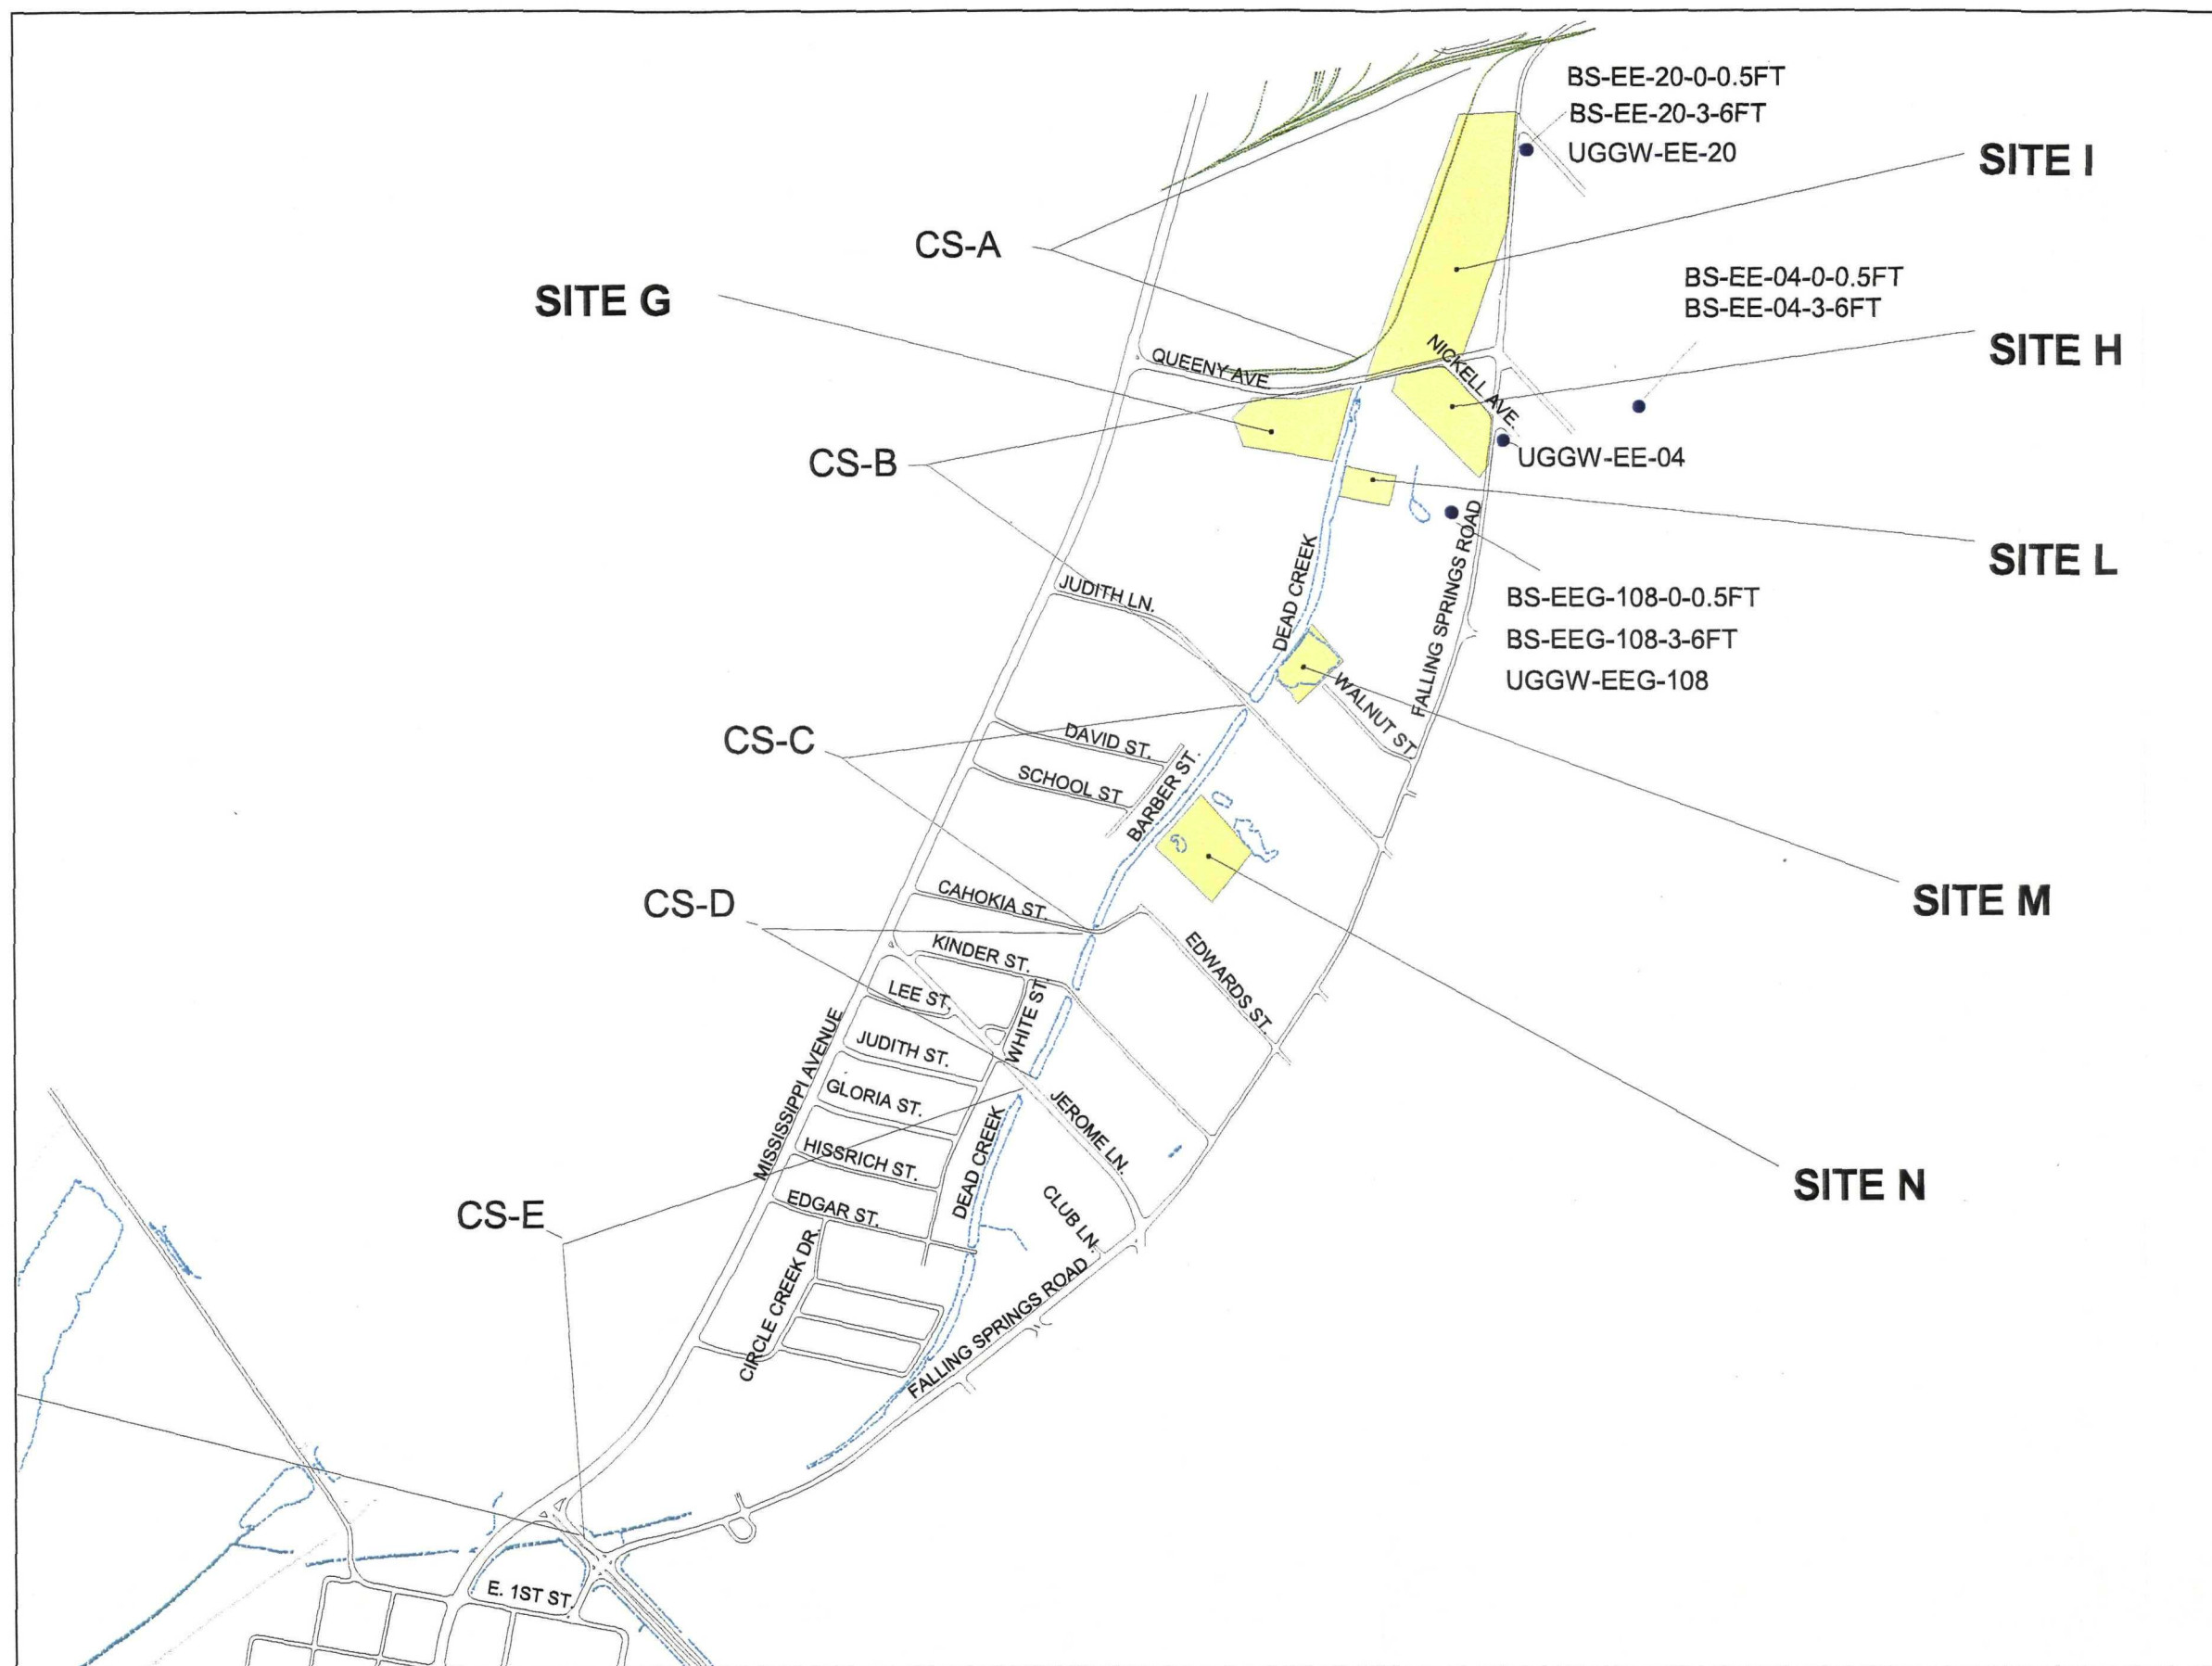 BS-EE-20-0-0.5FT
BS-EE-20-3-6FT
UGGW-EE-20
SITE I
CS-A
SITE G
BS-EE-04-0-0.5FT
BS-EE-04-3-6FT
SITE H
NICKELL AVE.
QUEENY AVE.
CS-B
UGGW-EE-04
SITE L
DEAD CREEK
FALLING SPRINGS ROAD
JUDITH LN.
BS-EEG-108-0-0.5FT
BS-EEG-108-3-6FT
UGGW-EEG-108
WALNUT ST.
CS-C
DAVID ST.
SCHOOL ST
BARBER ST.
SITE M
CS-D
CAHOKIA ST.
KINDER ST.
EDWARDS ST.
LEE ST.
WHITE ST.
MISSISSIPPI AVENUE
JUDITH ST.
GLORIA ST.
JEROME LN.
HISSRICH ST.
DEAD CREEK
SITE N
CS-E
EDGAR ST.
CLUB LN.
CIRCLE CREEK DR.
FALLING SPRINGS ROAD
E. 1ST ST.